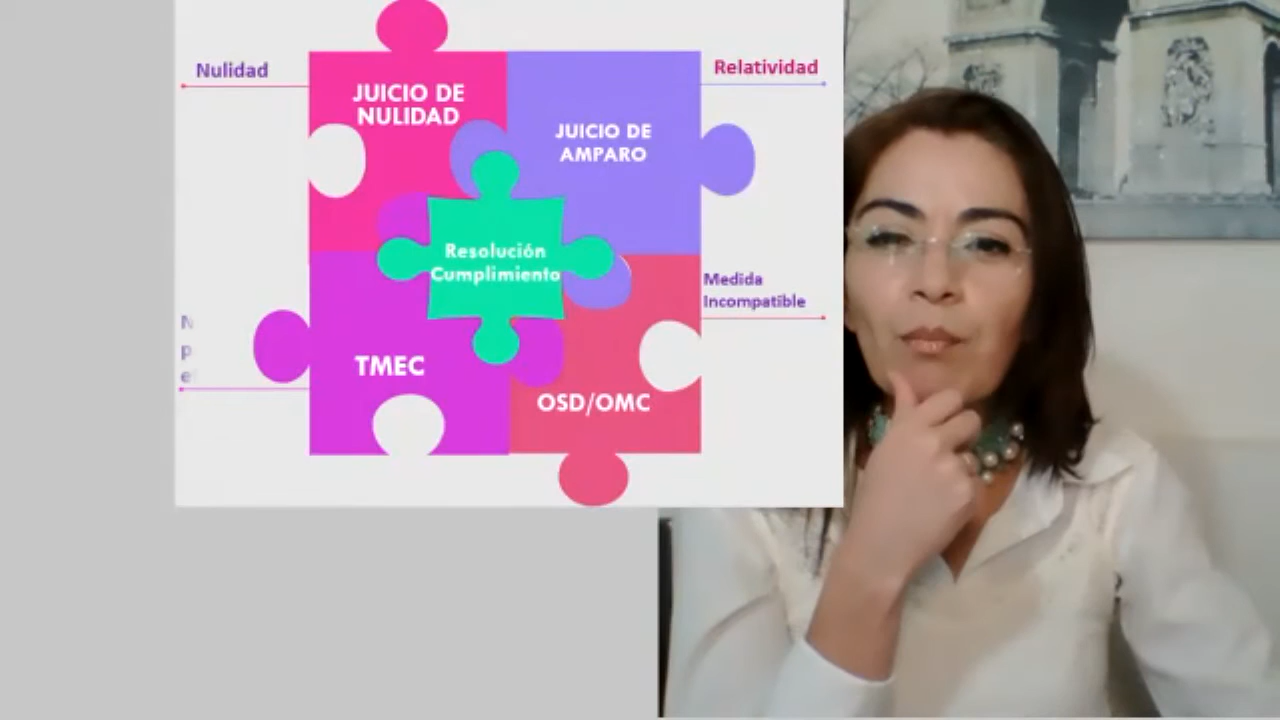 Nulidad
Relatividad
JUICIO DE
NULIDAD
JUICIO DE
AMPARO
Resolución
Cumplimiento
Medida
Incompatible
N
p
e
TMEC
OSD/OMC